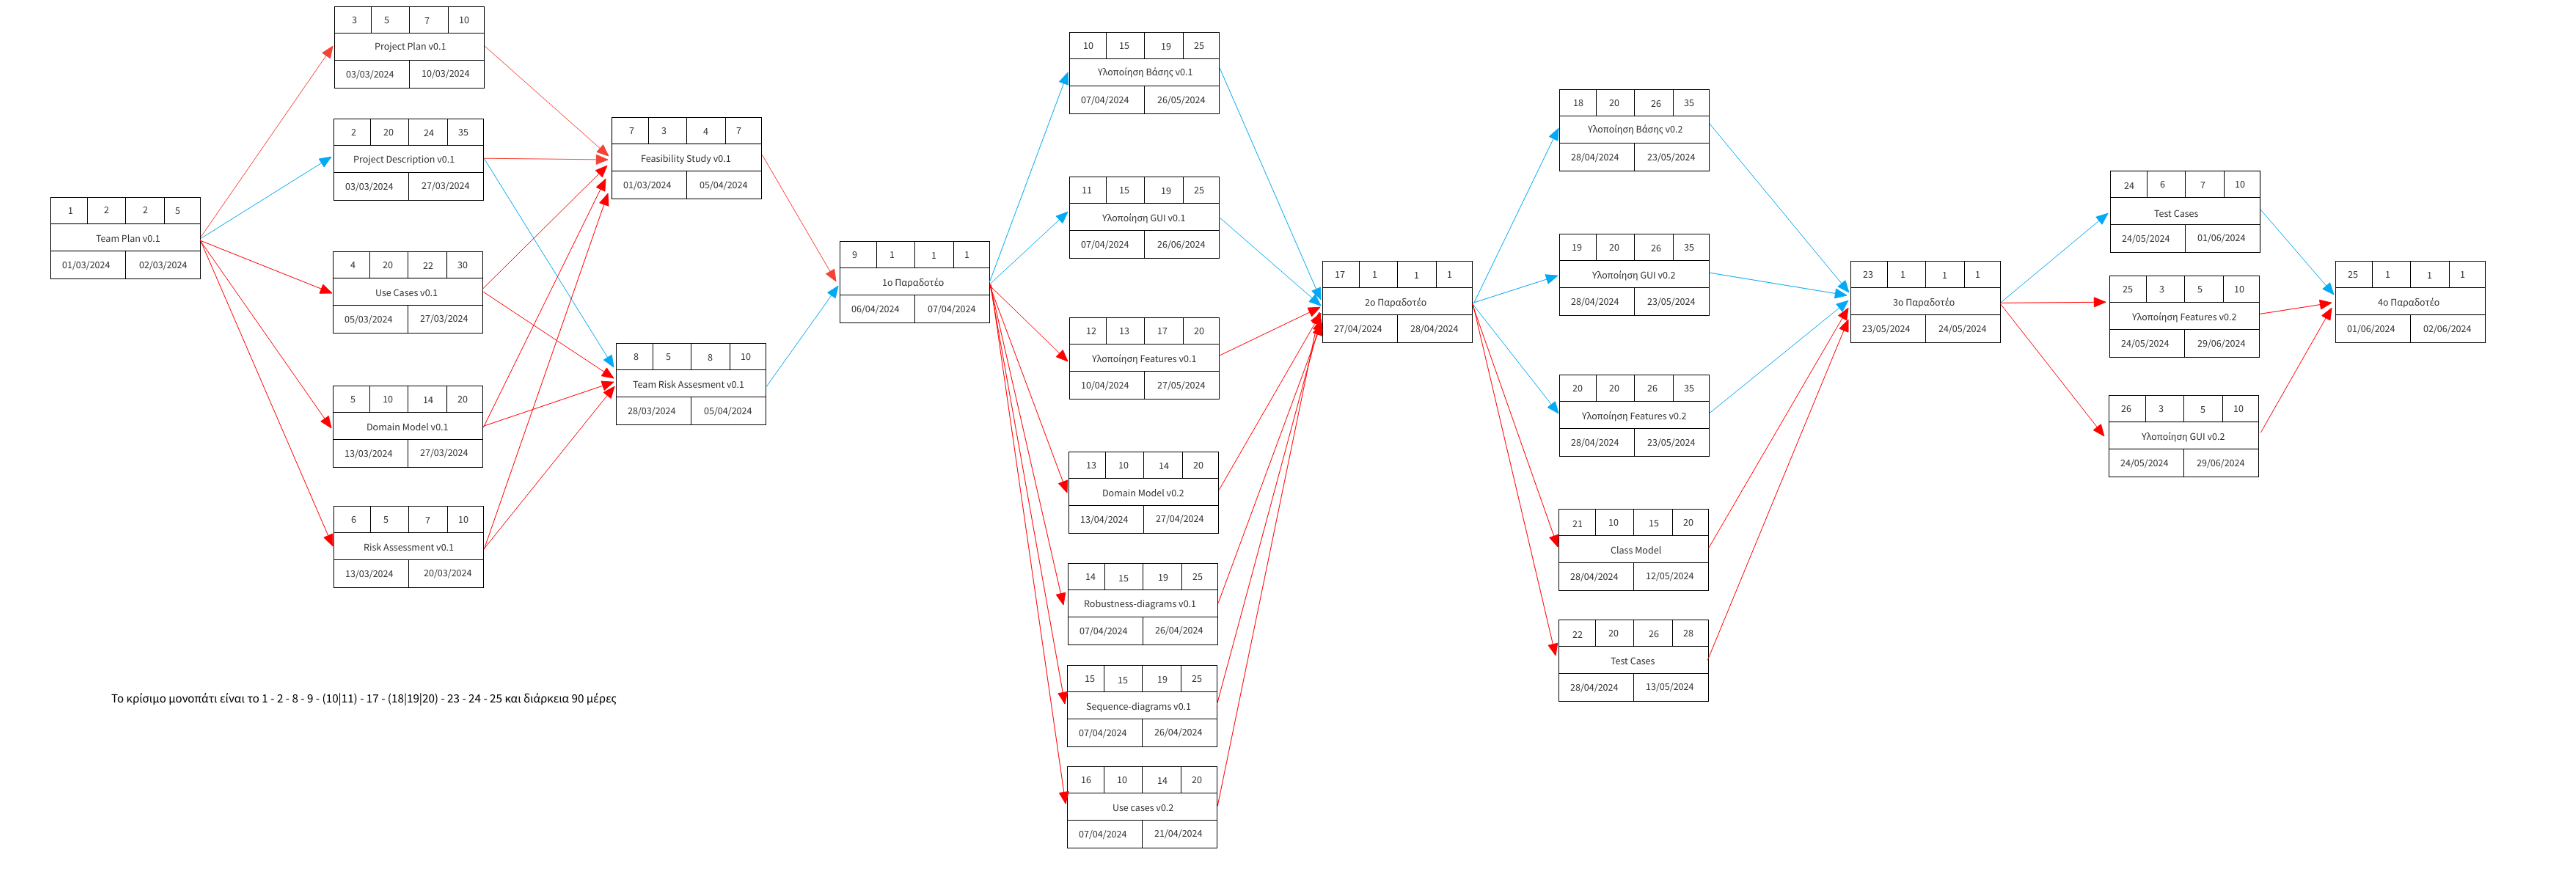 1 2 2 5
Team Plan v0.1
01/03/2024 02/03/2024
3 5 7 10
Project Plan v0.1
03/03/2024 10/03/2024
2 20 24 35
Project Description v0.1
03/03/2024 27/03/2024
4 20 22 30
Use Cases v0.1
05/03/2024 27/03/2024
5 10 14 20
Domain Model v0.1
13/03/2024 27/03/2024
6 5 7 10
Risk Assessment v0.1
13/03/2024 20/03/2024
7 3 4 7
Feasibility Study v0.1
01/03/2024 05/04/2024
8 5 8 10
Team Risk Assesment v0.1
28/03/2024 05/04/2024
9 1 1 1
1ο Παραδοτέο
06/04/2024 07/04/2024
10 15 19 25
Υλοποίηση Βάσης v0.1
07/04/2024 26/05/2024
11 15 19 25
Υλοποίηση GUI v0.1
07/04/2024 26/06/2024
12 13 17 20
Υλοποίηση Features v0.1
10/04/2024 27/05/2024
13 10 14 20
Domain Model v0.2
13/04/2024 27/04/2024
14 15 19 25
Robustness-diagrams v0.1
07/04/2024 26/04/2024
15 15 19 25
Sequence-diagrams v0.1
07/04/2024 26/04/2024
16 10 14 20
Use cases v0.2
07/04/2024 21/04/2024
17 1 1 1
2ο Παραδοτέο
27/04/2024 28/04/2024
18 20 26 35
Υλοποίηση Βάσης v0.2
28/04/2024 23/05/2024
19 20 26 35
Υλοποίηση GUI v0.2
28/04/2024 23/05/2024
20 20 26 35
Υλοποίηση Features v0.2
28/04/2024 23/05/2024
21 10 15 20
Class Model
28/04/2024 12/05/2024
22 20 26 28
Test Cases
28/04/2024 13/05/2024
23 1 1 1
3ο Παραδοτέο
23/05/2024 24/05/2024
24 6 7 10
Test Cases
24/05/2024 01/06/2024
25 3 5 10
Υλοποίηση Features v0.2
24/05/2024 29/06/2024
26 3 5 10
Υλοποίηση GUI v0.2
24/05/2024 29/06/2024
25 1 1 1
4ο Παραδοτέο
01/06/2024 02/06/2024
Το κρίσιμο μονοπάτι είναι το 1 - 2 - 8 - 9 - (10|11) - 17 - (18|19|20) - 23 - 24 - 25 και διάρκεια 90 μέρες